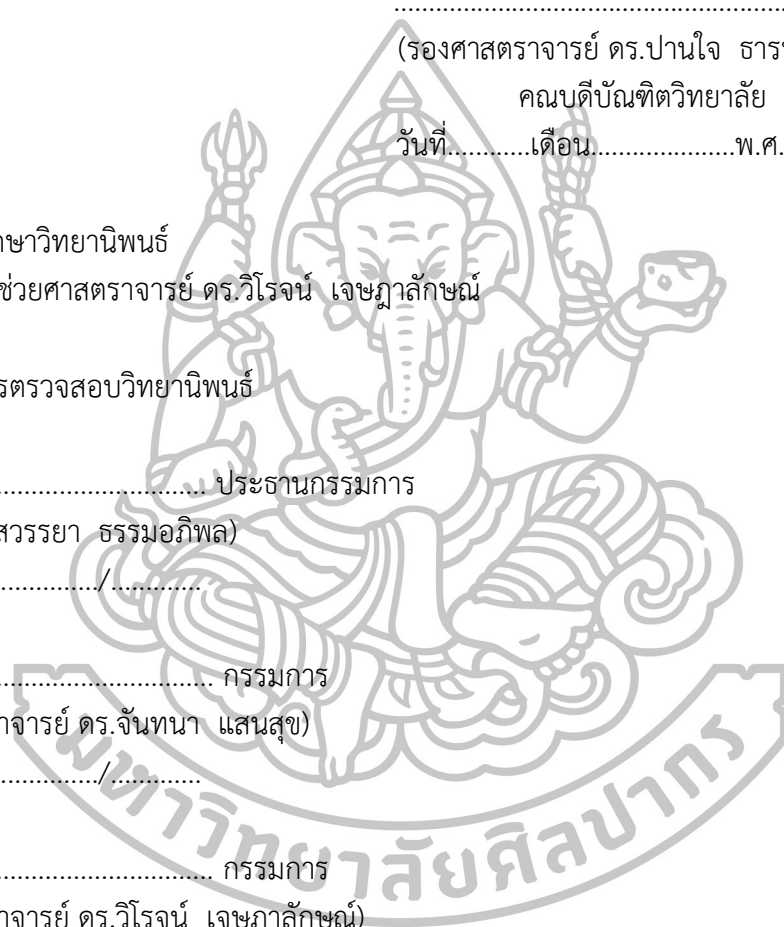 (รองศาสตราจารย์ ดร.ปานใจ ธาร
คณบดีบัณฑิตวิทยาลัย
วันที่............เดือน.....................พ.ศ.
ษาวิทยานิพนธ์
ช่วยศาสตราจารย์ ดร.วิโรจน์ เจษฎาลักษณ์
รตรวจสอบวิทยานิพนธ์
................................ ประธานกรรมการ
สวรรยา ธรรมอภิพล)
.............../.............
................................ กรรมการ
าจารย์ ดร.จันทนา แสนสุข)
.............../.............
................................ กรรมการ
าจารย์ ดร.วิโรจน์ เจษฎาลักษณ์)
มหาวิทยาลัยศิลปากร